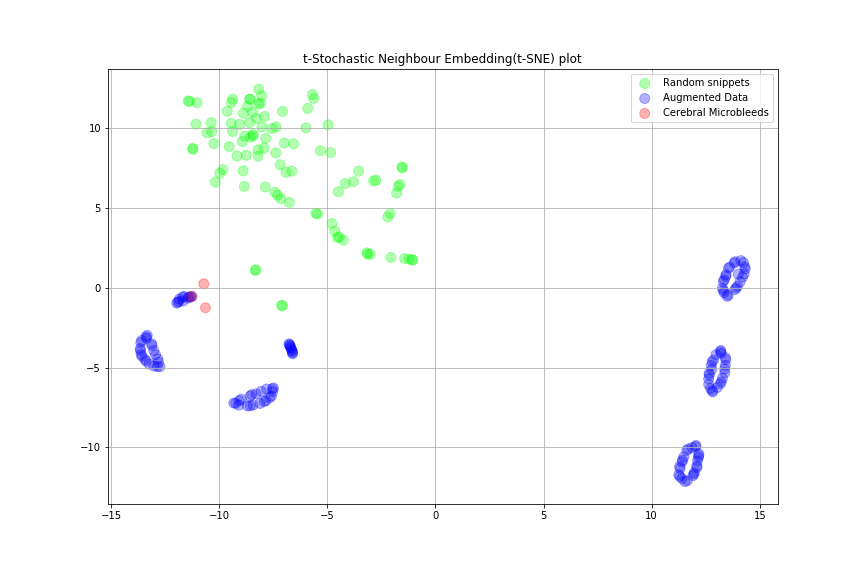 t-Stochastic Neighbour Embedding(t-SNE) plot
Random snippets
Augmented Data
Cerebral Microbleeds
10
5
0
−5
−10
−15 −10 −5 0 5 10 15